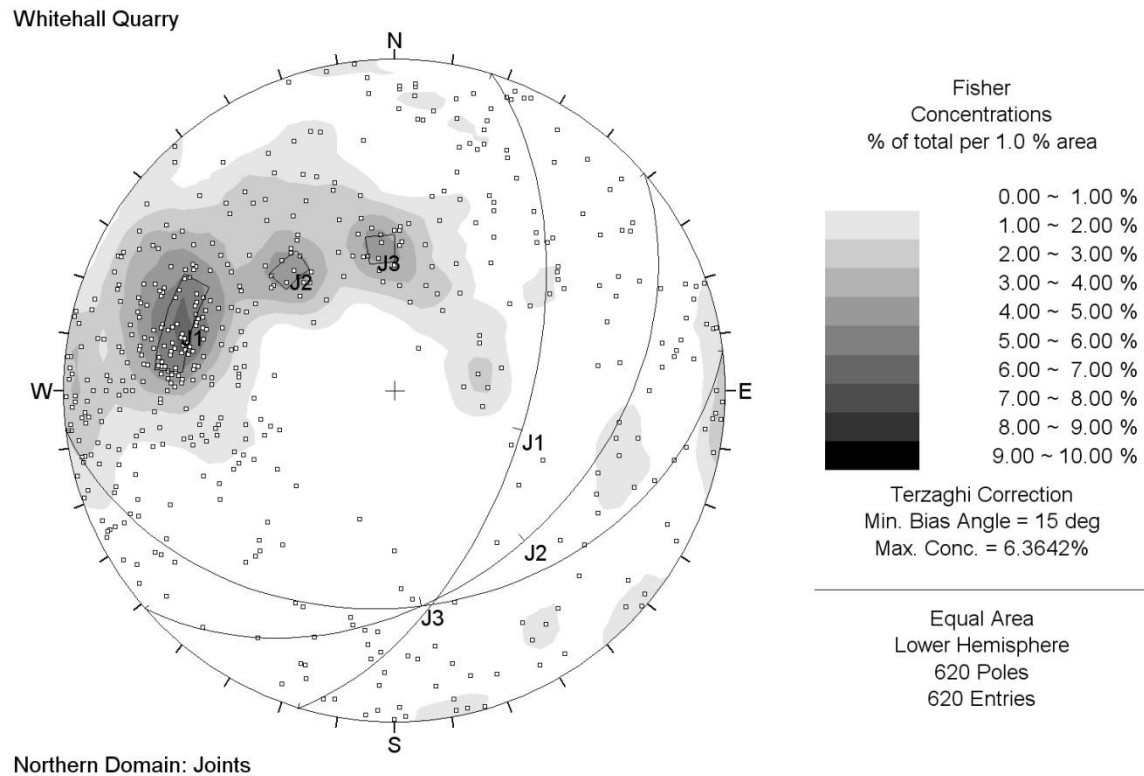 Whitehall Quarry
N
Fisher
Concentrations
% of total per 1.0 % area
0.00 ~ 1.00 %
1.00 ~ 2.00 %
2.00 ~ 3.00 %
3.00 ~ 4.00 %
4.00 ~ 5.00 %
5.00 ~ 6.00 %
6.00 ~ 7.00 %
7.00 ~ 8.00 %
8.00 ~ 9.00 %
9.00 ~ 10.00 %
Terzaghi Correction
Min. Bias Angle = 15 deg
Max. Conc. = 6.3642%
Equal Area
Lower Hemisphere
620 Poles
620 Entries
J3
J2
J1
W
E
J1
J2
J3
S
Northern Domain: Joints